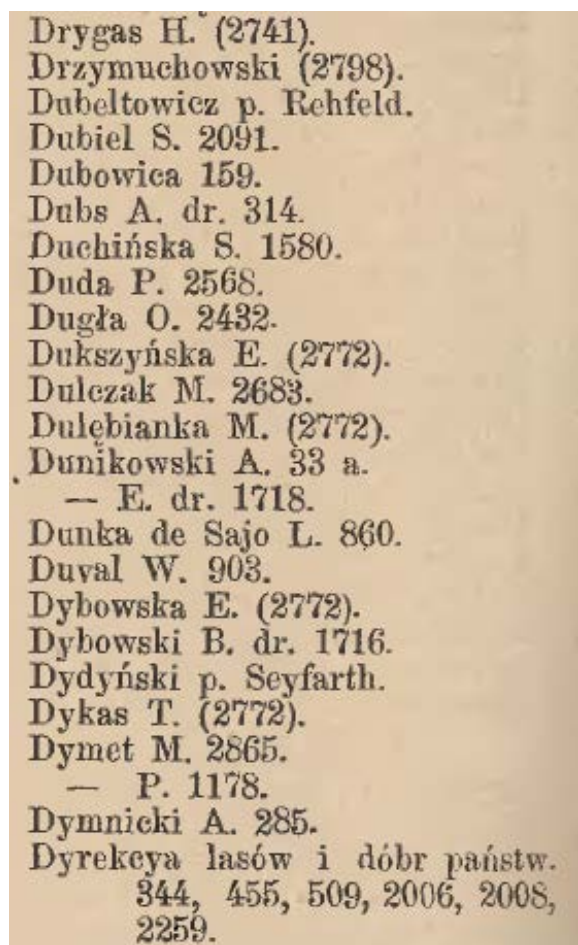 Drygas H. (2741).
Drzymuchowski (2798).
Dubeltowicz p. Rehfeld.
Dubiel S. 2091.
Dubowica 159.
Dubs A. dr. 314.
Duchińska S. 1580.
Duda P. 2568.
Dugła O. 2432.
Dukszyńska E. (2772).
Dulczak M. 2683.
Dulębianka M. (2772).
Dunikowski A. 33 a.
— E. dr. 1718.
Dunka de Sajo L. 860.
Duval W. 903.
Dybowska E. (2772).
Dybowski B. dr. 1716.
Dydyński p. Seyfarth.
Dykas T. (2772).
Dymet M. 2865.
— P. 1178.
Dymnicki A. 285.
Dyrekcya lasów i dóbr państw.
344, 455, 509, 2006, 2008,
2259.